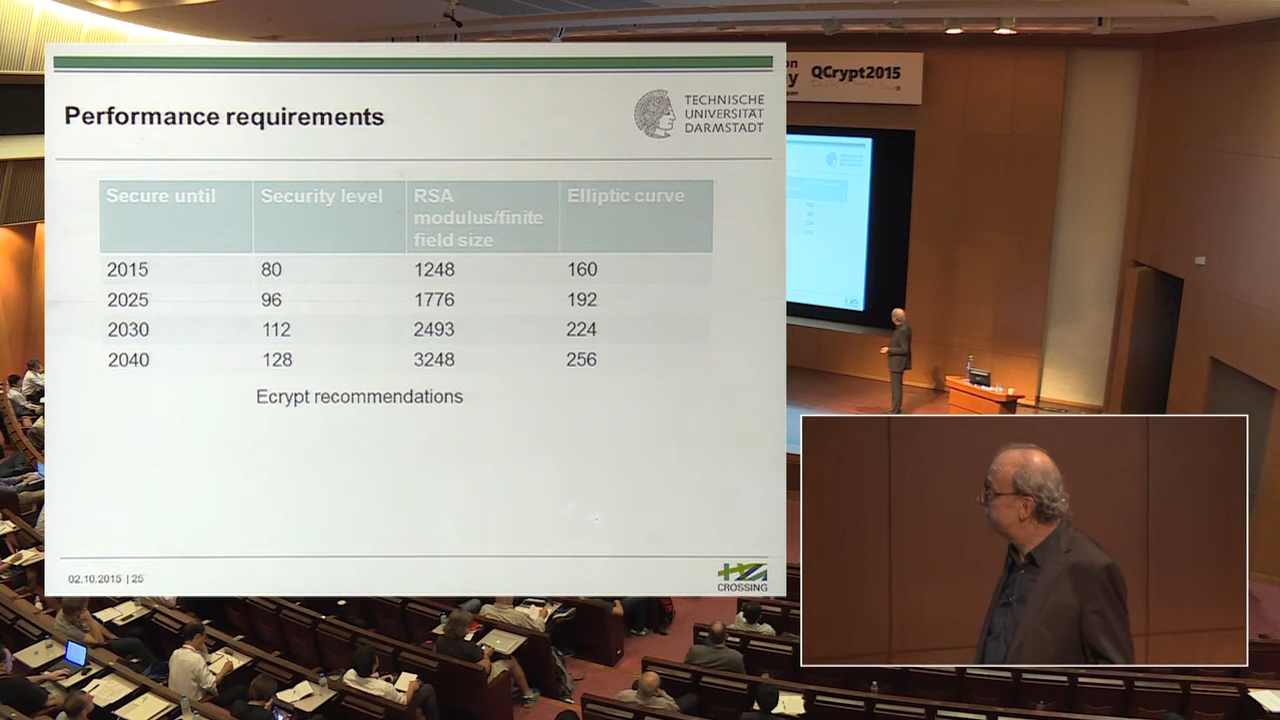 Performance requirements
TECHNISCHE
UNIVERSITÄT
DARMSTADT
Secure until Security level RSA modulus/finite field size Elliptic curve
2015 80 1248 160
2025 96 1776 192
2030 112 2493 224
2040 128 3248 256
Ecrypt recommendations
02.10.2015 | 25
CROSSING
QCrypt2015